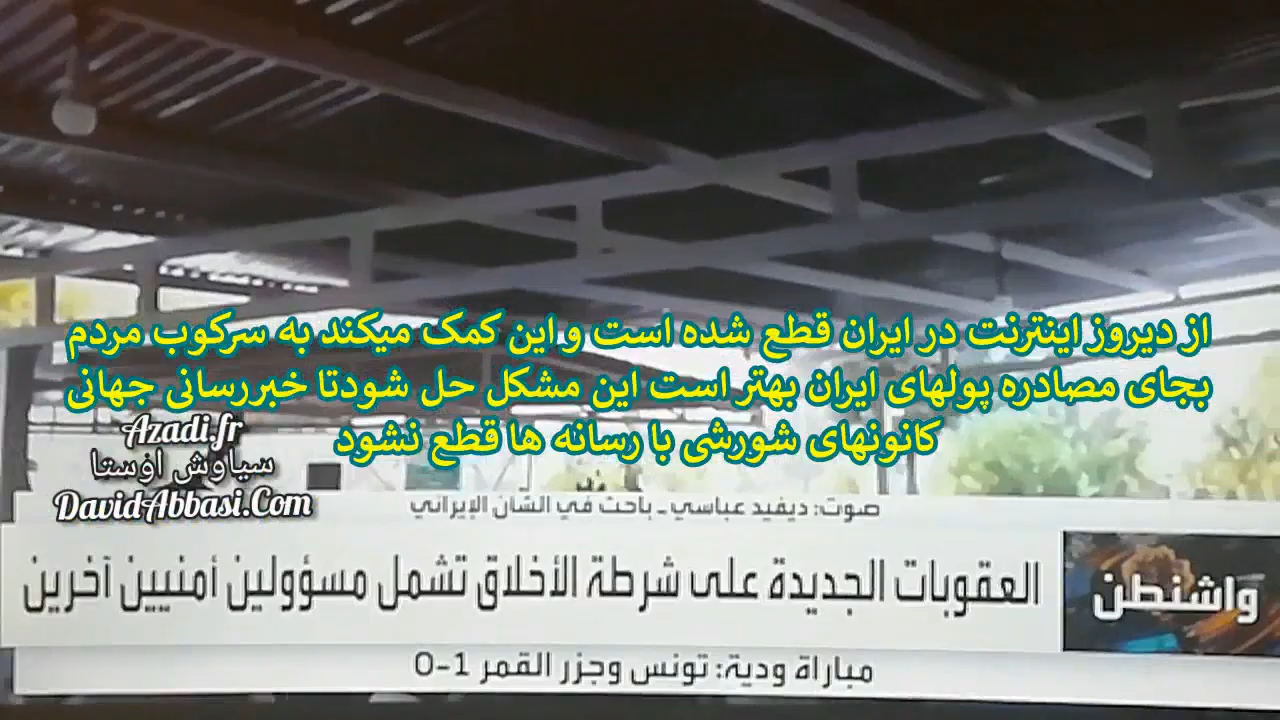 از دیروز اینترنت در ایران قطع شده است و این کمک میکند به سرکوب مردم
بجای مصادره پولهای ایران بهتر است این مشکل حل شودتا خبررسانی جهانی
کانونهای شورشی با رسانه ها قطع نشود
Azadi.fr
سیاوش اوستا
DavidAbbasi.Com
صوت: ديفيد عباسي - باحث في الشأن الإيراني
واشنطن
العقوبات الجديدة على شرطة الأخلاق تشمل مسؤولين أمنيين آخرين
مباراة ودية: تونس وجزر القمر 1-0